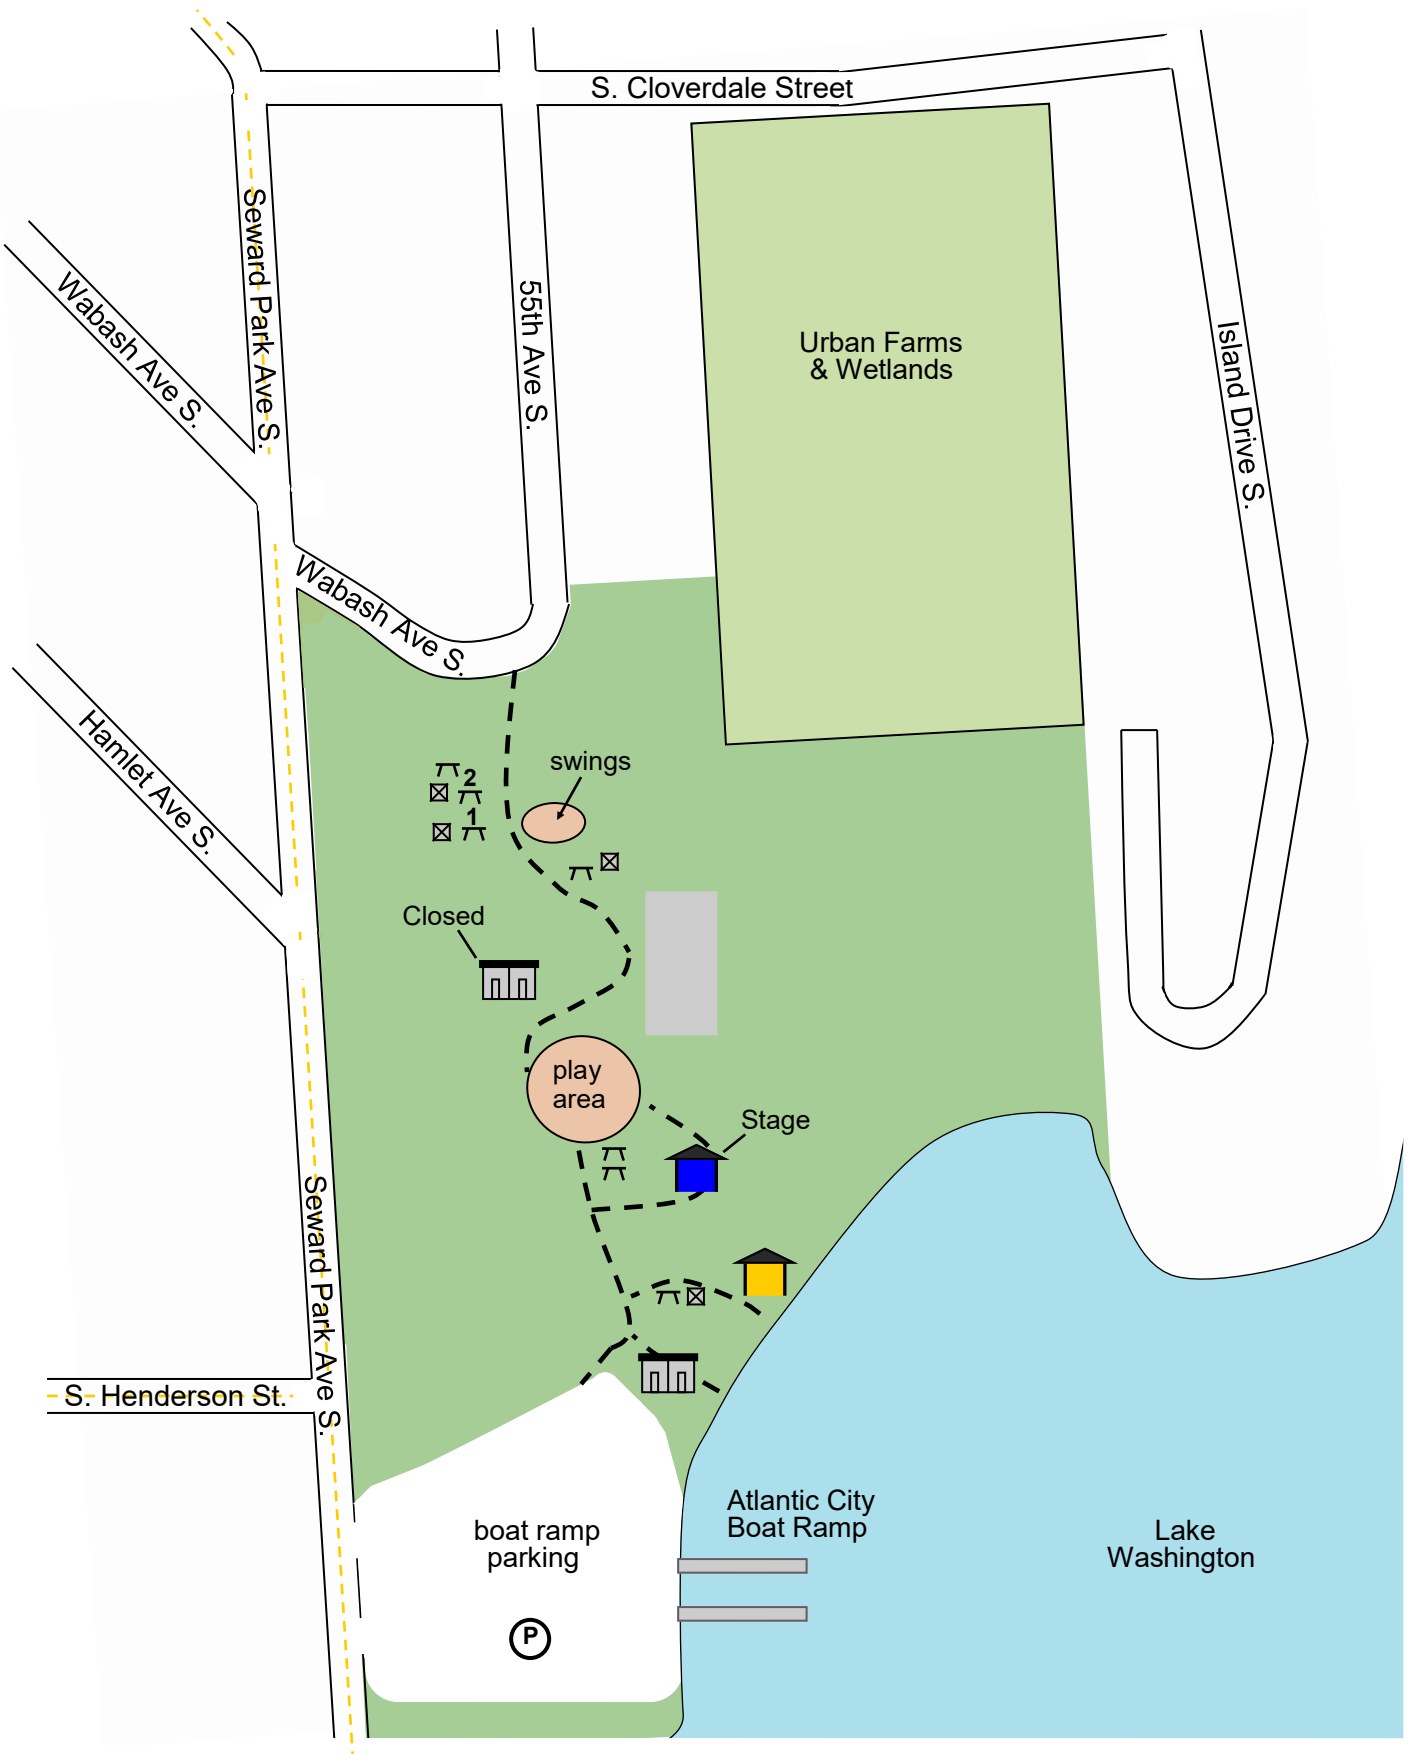 S. Cloverdale Street
Seward Park Ave S.
Wabash Ave S.
55th Ave S.
Urban Farms
& Wetlands
Island Drive S.
Wabash Ave S.
Hamlet Ave S.
swings
2
1
Closed
play
area
Stage
Seward Park Ave S.
S. Henderson St.
Atlantic City
Boat Ramp
boat ramp
parking
Lake
Washington
P